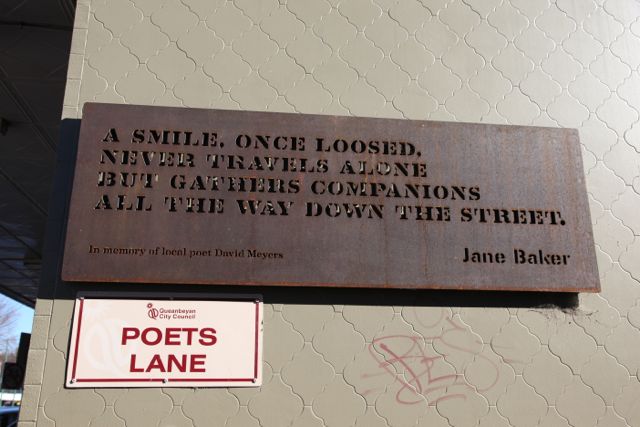 A SMILE, ONCE LOOSED,
NEVER TRAVELS ALONE
BUT GATHERS COMPANIONS
ALL THE WAY DOWN THE STREET.
In memory of local poet David Meyers
Jane Baker
Queanbeyan
City Council
POETS
LANE